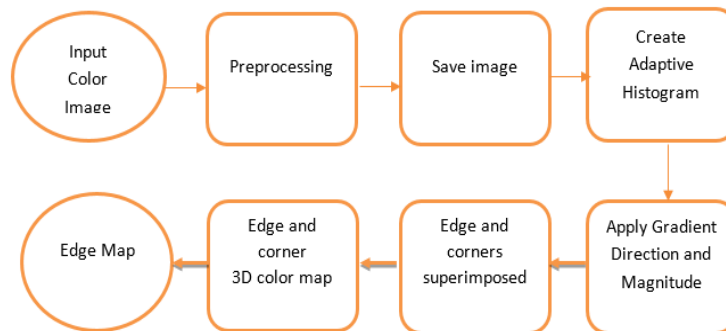 Input
Color
Image
Preprocessing
Save image
Create
Adaptive
Histogram
Apply Gradient
Direction and
Magnitude
Edge and
corners
superimposed
Edge and
corner
3D color map
Edge Map